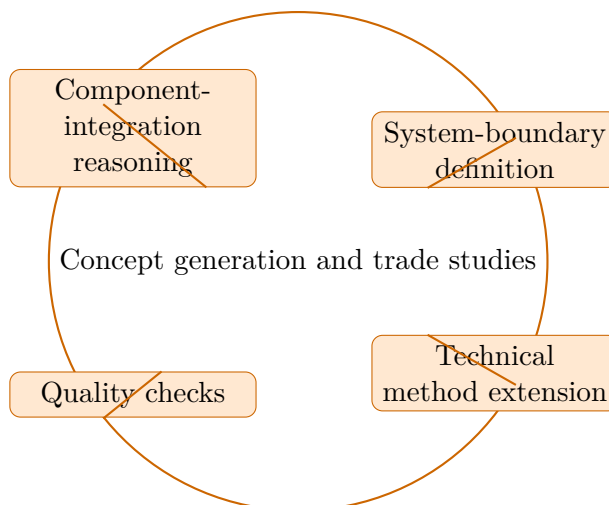 Component-
integration
reasoning
System-boundary
definition
Concept generation and trade studies
Technical
method extension
Quality checks